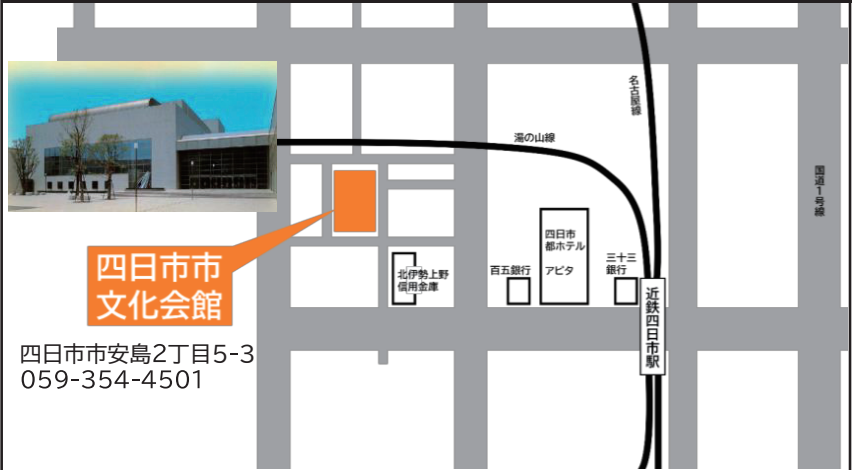 名古屋線
湯の山線
国道1号線
四日市
都ホテル
アピタ
三十三
銀行
百五銀行
北伊勢上野
信用金庫
近鉄四日市駅
四日市市
文化会館
四日市市安島2丁目5-3
059-354-4501